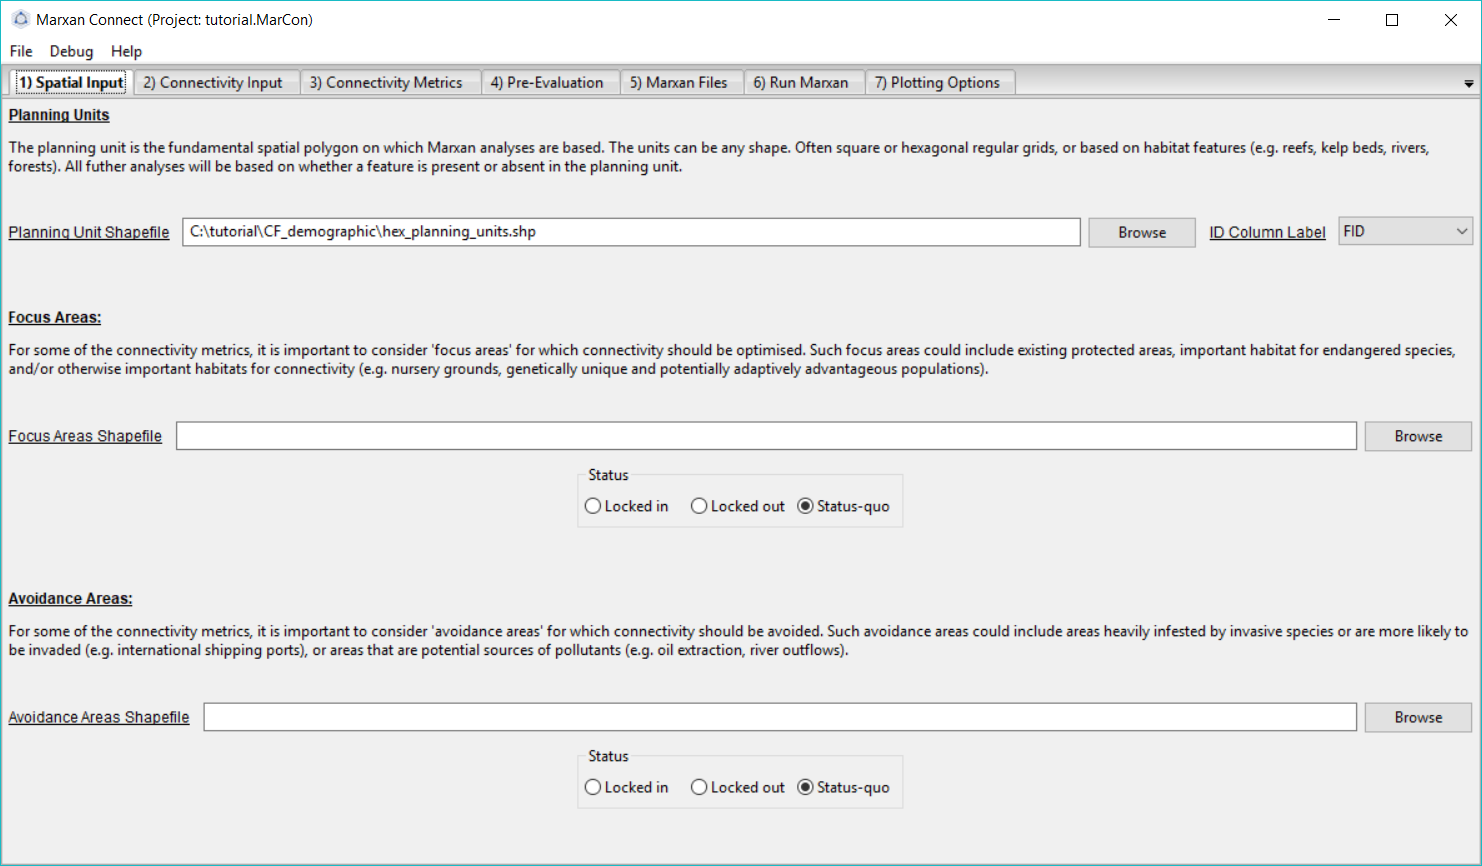 Marxan Connect (Project: tutorial.MarCon)
File Debug Help
1) Spatial Input 2) Connectivity Input 3) Connectivity Metrics 4) Pre-Evaluation 5) Marxan Files 6) Run Marxan 7) Plotting Options
Planning Units
The planning unit is the fundamental spatial polygon on which Marxan analyses are based. The units can be any shape. Often square or hexagonal regular grids, or based on habitat features (e.g. reefs, kelp beds, rivers,
forests). All futher analyses will be based on whether a feature is present or absent in the planning unit.
Planning Unit Shapefile C:\tutorial\CF_demographic\hex_planning_units.shp Browse ID Column Label FID
Focus Areas:
For some of the connectivity metrics, it is important to consider 'focus areas' for which connectivity should be optimised. Such focus areas could include existing protected areas, important habitat for endangered species,
and/or otherwise important habitats for connectivity (e.g. nursery grounds, genetically unique and potentially adaptively advantageous populations).
Focus Areas Shapefile Browse
Status
Locked in Locked out Status-quo
Avoidance Areas:
For some of the connectivity metrics, it is important to consider 'avoidance areas' for which connectivity should be avoided. Such avoidance areas could include areas heavily infested by invasive species or are more likely to
be invaded (e.g. international shipping ports), or areas that are potential sources of pollutants (e.g. oil extraction, river outflows).
Avoidance Areas Shapefile Browse
Status
Locked in Locked out Status-quo